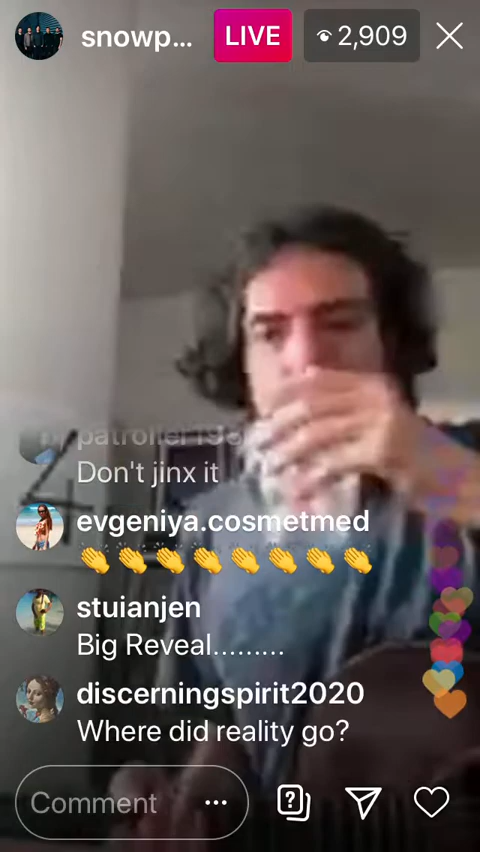 snowp...
LIVE
2,909
Don't jinx it
evgeniya.cosmetmed
👏👏👏👏👏👏👏👏
stuianjen
Big Reveal.........
discerningspirit2020
Where did reality go?
Comment